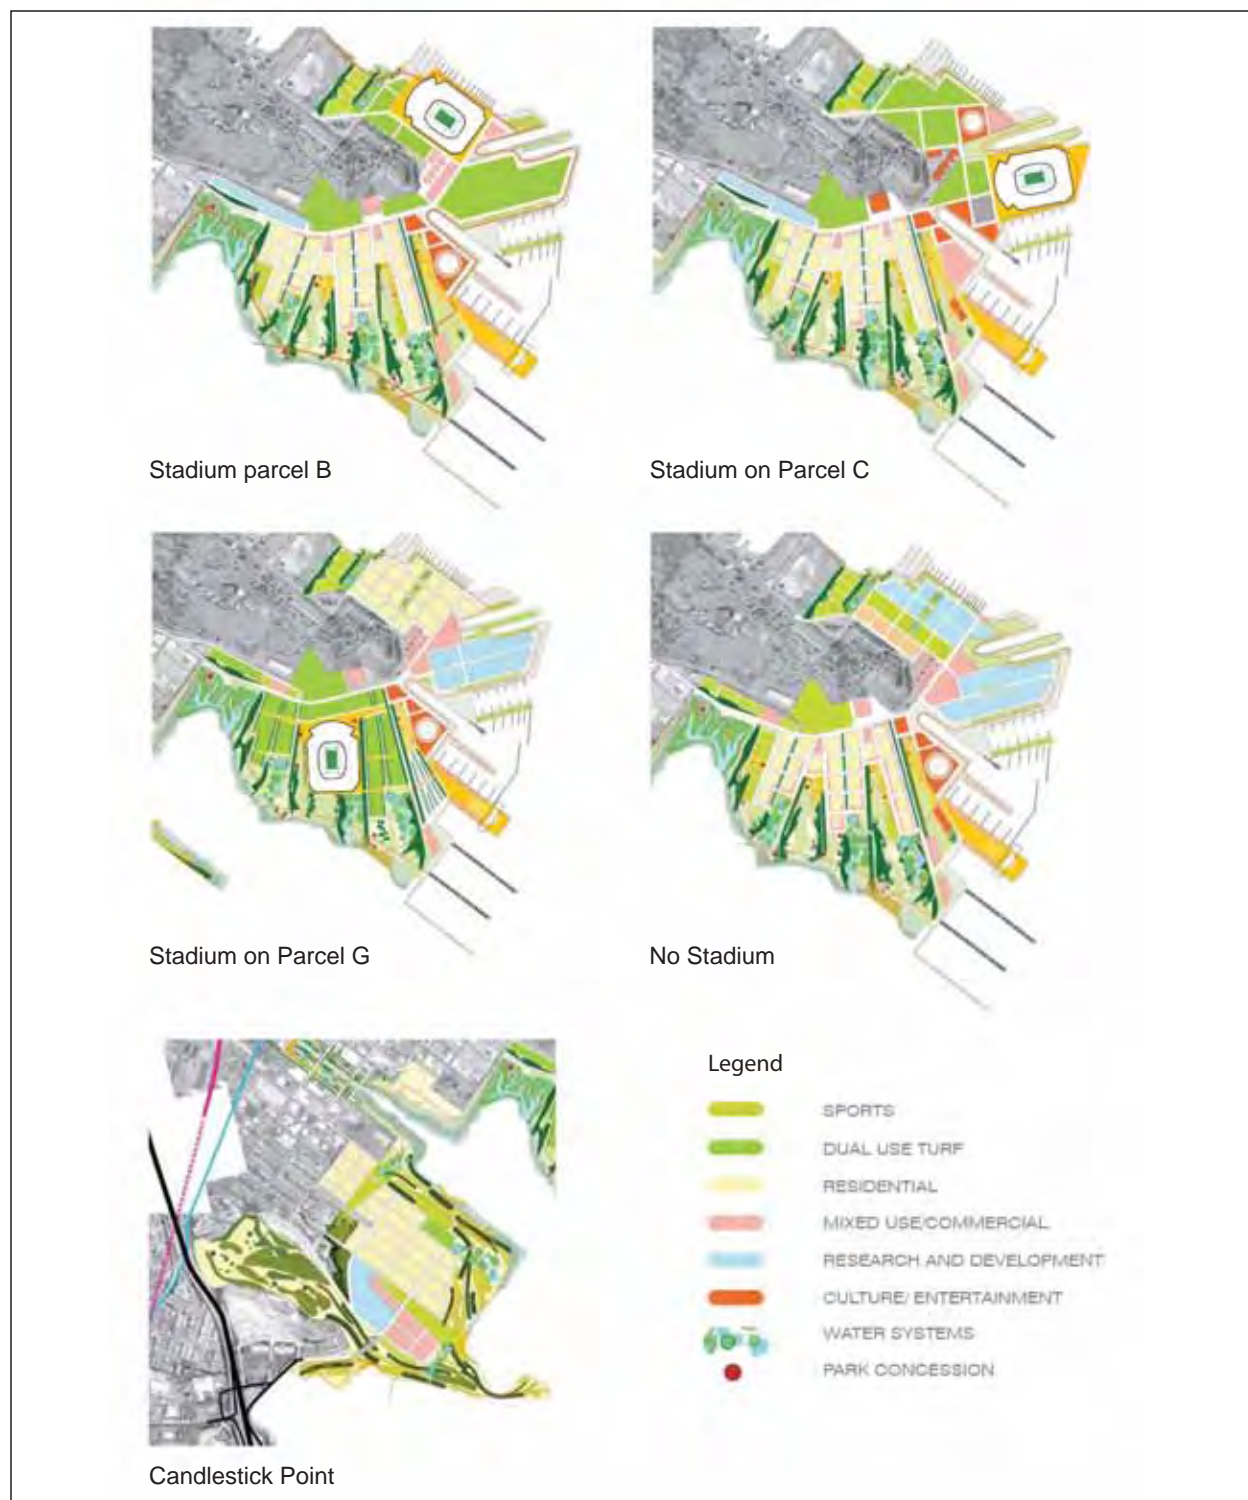 Stadium parcel B
Stadium on Parcel C
Stadium on Parcel G
No Stadium
Legend
SPORTS
DUAL USE TURF
RESIDENTIAL
MIXED USE/COMMERCIAL
RESEARCH AND DEVELOPMENT
CULTURE/ ENTERTAINMENT
WATER SYSTEMS
PARK CONCESSION
Candlestick Point